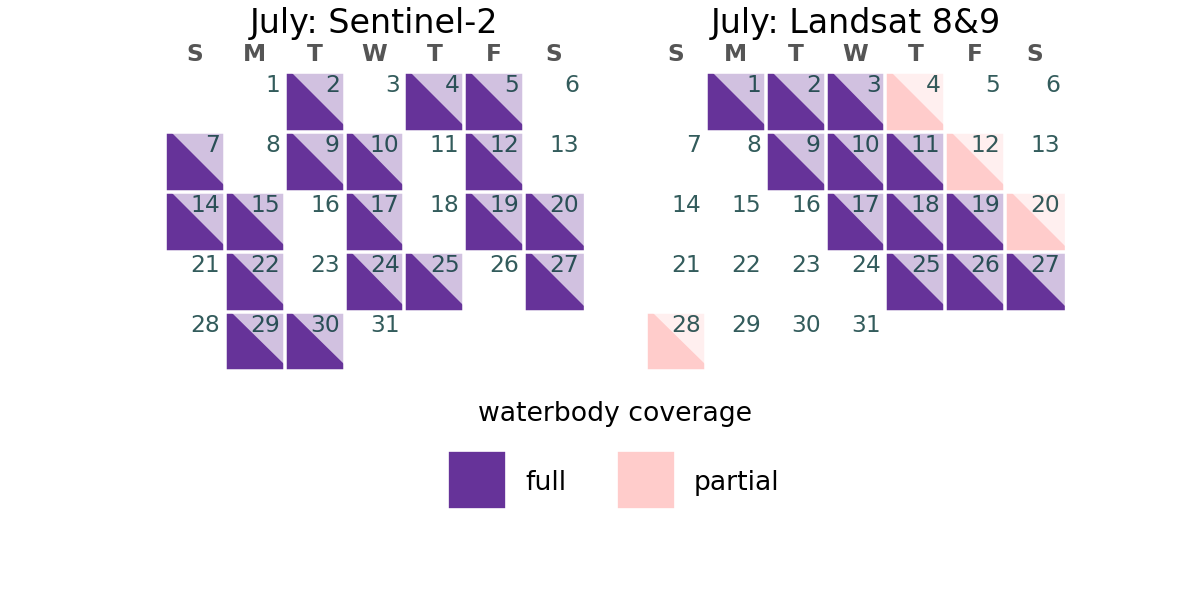 July: Sentinel-2
S M T W T F S
1 2 3 4 5 6
7 8 9 10 11 12 13
14 15 16 17 18 19 20
21 22 23 24 25 26 27
28 29 30 31
July: Landsat 8&9
S M T W T F S
1 2 3 4 5 6
7 8 9 10 11 12 13
14 15 16 17 18 19 20
21 22 23 24 25 26 27
28 29 30 31
waterbody coverage
full partial